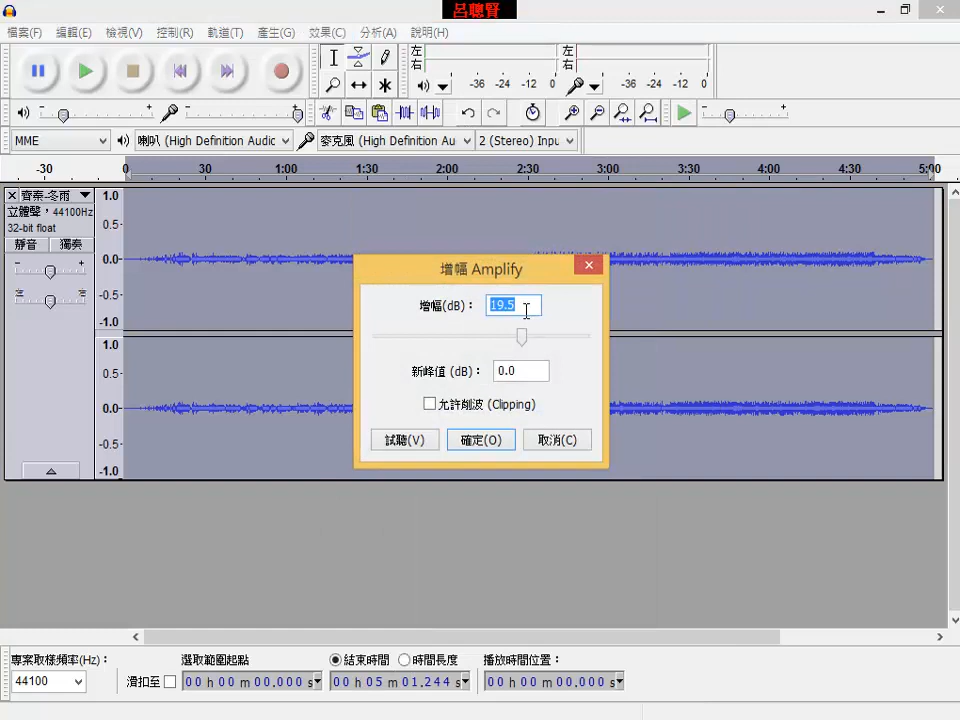 呂聰賢
檔案(F) 編輯(E) 檢視(V) 控制(R) 軌道(T) 產生(G) 效果(C) 分析(A) 說明(H)
左
右
-36 -24 -12 0
左
右
-36 -24 -12 0
MME
喇叭 (High Definition Audic
麥克風 (High Definition Au
2 (Stereo) Inpu
-30 0 30 1:00 1:30 2:00 2:30 3:00 3:30 4:00 4:30 5:00
齊秦-冬雨
立體聲，44100Hz
32-bit float
靜音 獨奏
- +
左 右
1.0
0.5-
0.0-
-0.5-
-1.0
1.0
0.5-
0.0-
-0.5-
-1.0
增幅 Amplify
增幅(dB)： 19.5
新峰值 (dB)： 0.0
允許削波 (Clipping)
試聽(V) 確定(O) 取消(C)
專案取樣頻率(Hz)： 選取範圍起點 結束時間 時間長度 播放時間位置：
44100 滑扣至 00 h 00 m 00.000 s 00 h 05 m 01.244 s 00 h 00 m 00.000 s